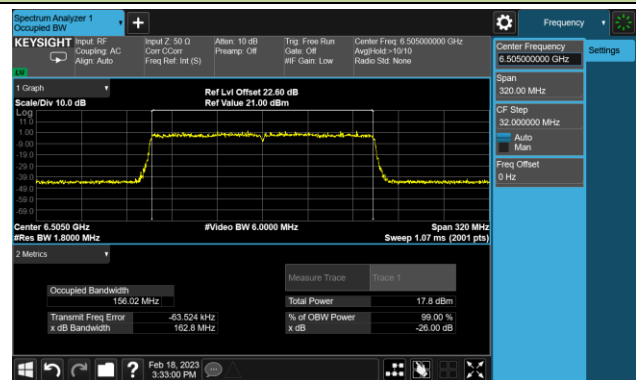 Spectrum Analyzer 1
Occupied BW
Frequency
KEYSIGHT
Input: RF
Coupling: AC
Align: Auto
Input Z: 50 Ω
Corr CCorr
Freq Ref: Int (S)
Atten: 10 dB
Preamp: Off
Trig: Free Run
Gate: Off
#IF Gain: Low
Center Freq: 6.505000000 GHz
Avg|Hold:>10/10
Radio Std: None
Center Frequency
6.505000000 GHz
Settings
Span
320.00 MHz
CF Step
32.000000 MHz
Auto
Man
Freq Offset
0 Hz
1 Graph
Scale/Div 10.0 dB
Ref Lvl Offset 22.60 dB
Ref Value 21.00 dBm
Log
11.0
1.00
-9.00
-19.0
-29.0
-39.0
-49.0
-59.0
-69.0
Center 6.5050 GHz
#Res BW 1.8000 MHz
#Video BW 6.0000 MHz
Span 320 MHz
Sweep 1.07 ms (2001 pts)
2 Metrics
Measure Trace
Trace 1
Occupied Bandwidth
156.02 MHz
Total Power
17.8 dBm
Transmit Freq Error
-63.524 kHz
% of OBW Power
99.00 %
x dB Bandwidth
162.8 MHz
x dB
-26.00 dB
Feb 18, 2023
3:33:00 PM